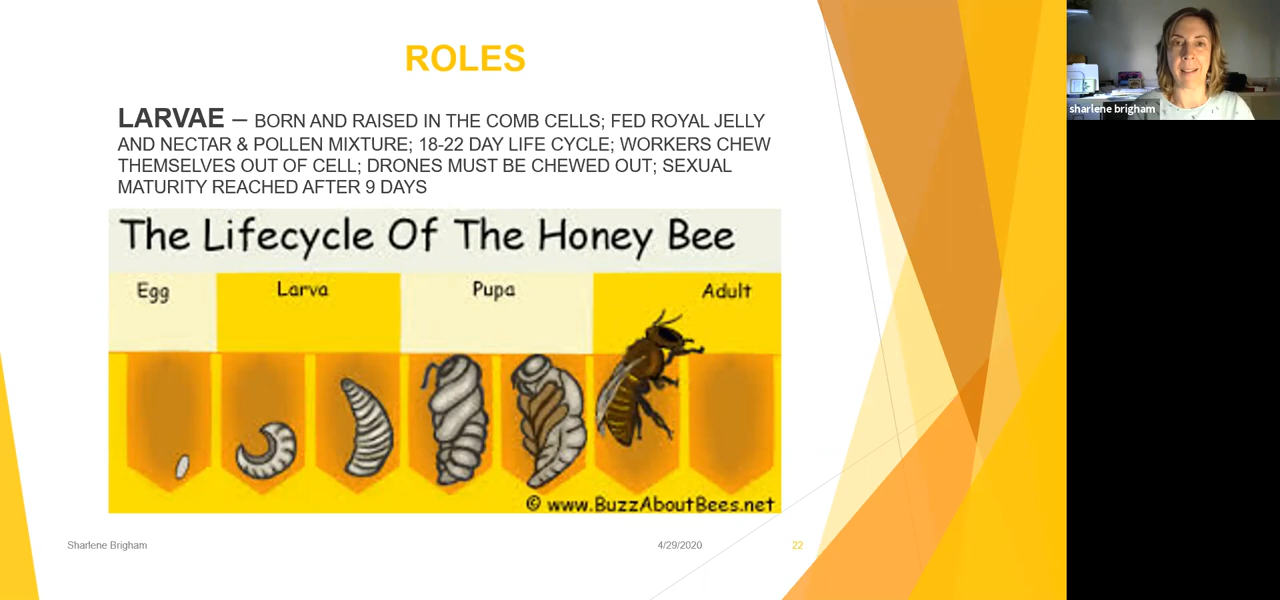 ROLES
LARVAE – BORN AND RAISED IN THE COMB CELLS; FED ROYAL JELLY
AND NECTAR & POLLEN MIXTURE; 18-22 DAY LIFE CYCLE; WORKERS CHEW
THEMSELVES OUT OF CELL; DRONES MUST BE CHEWED OUT; SEXUAL
MATURITY REACHED AFTER 9 DAYS
The Lifecycle Of The Honey Bee
Egg Larva Pupa Adult
© www.BuzzAboutBees.net
Sharlene Brigham 4/29/2020 22
sharlene brigham